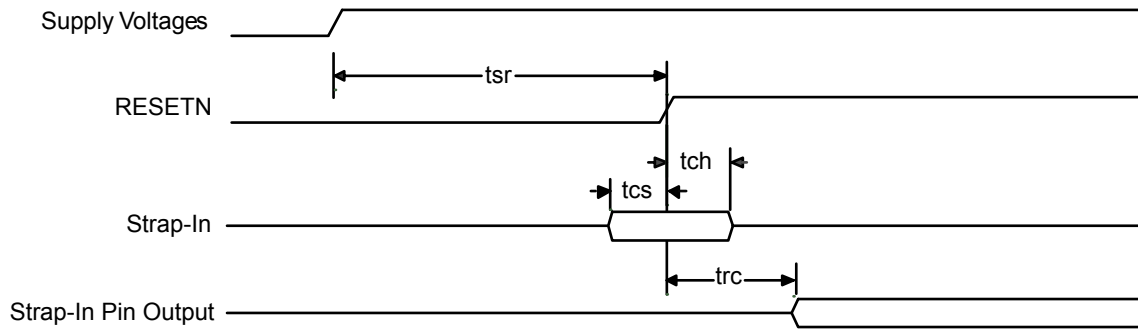 Supply Voltages
tsr
RESETN
tch
tcs
Strap-In
trc
Strap-In Pin Output